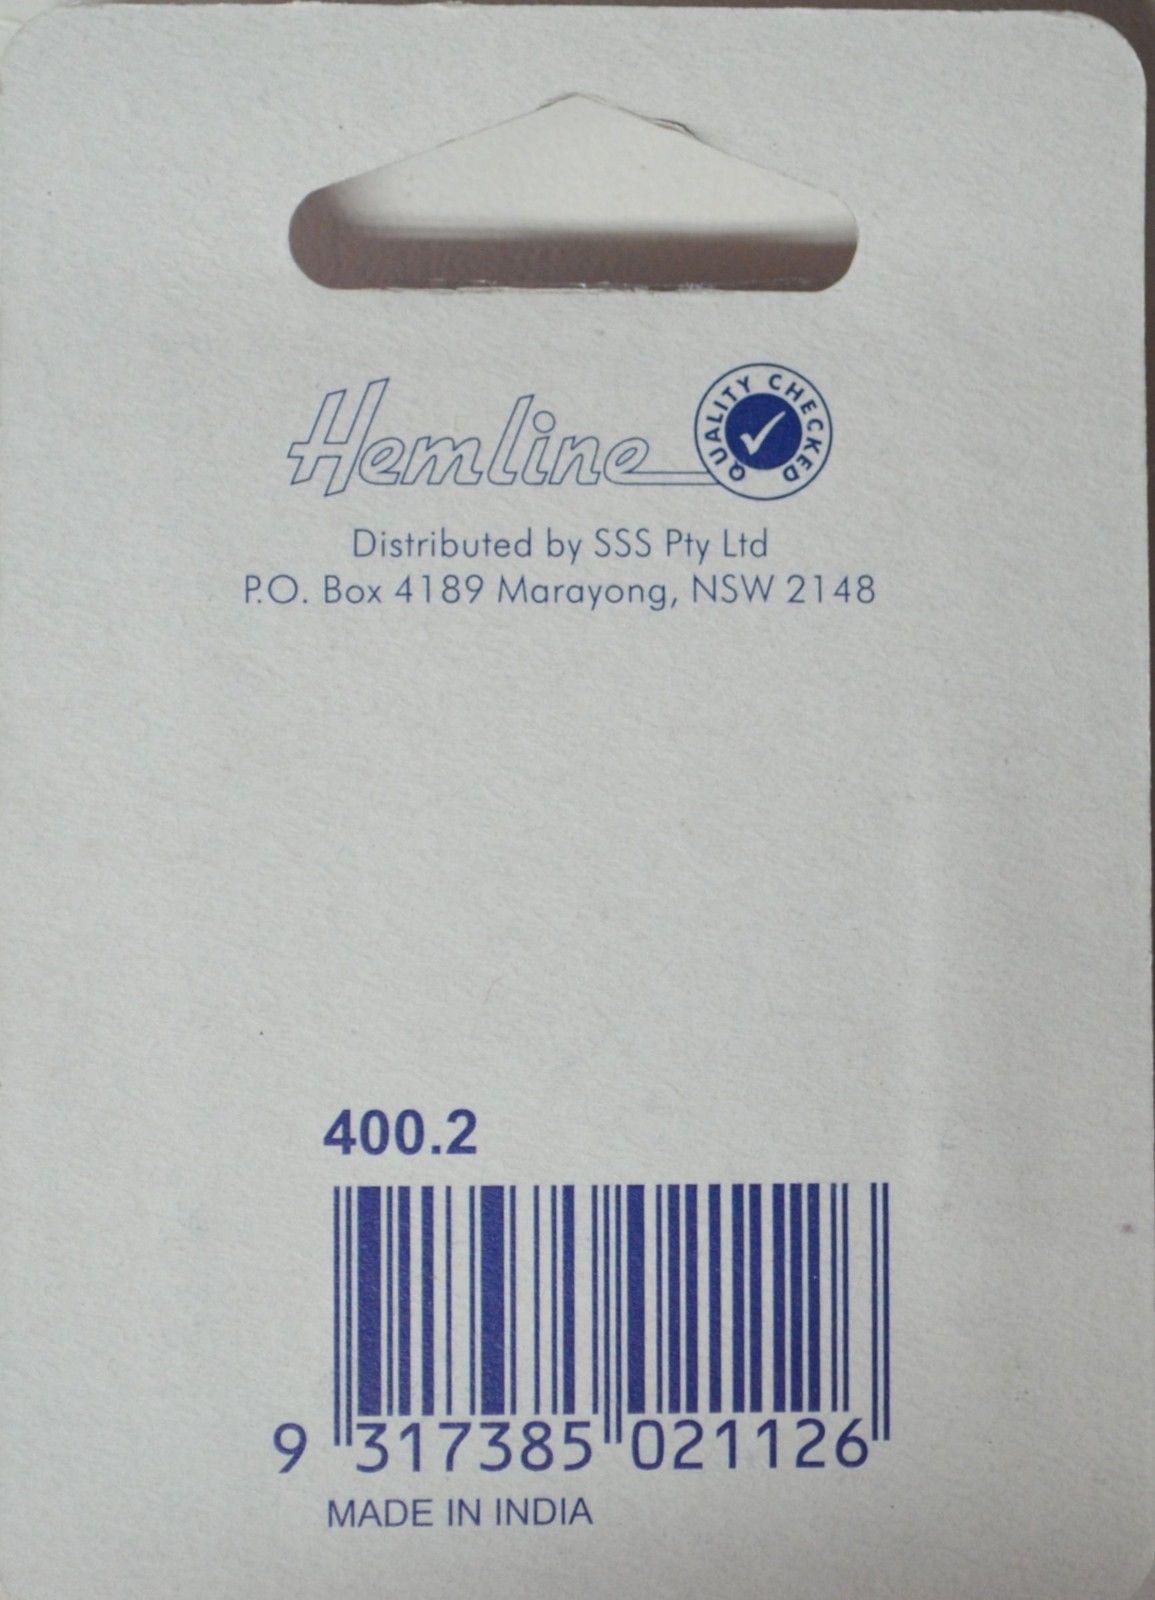 Hemline QUALITY CHECKED
Distributed by SSS Pty Ltd
P.O. Box 4189 Marayong, NSW 2148
400.2
9 317385 021126
MADE IN INDIA